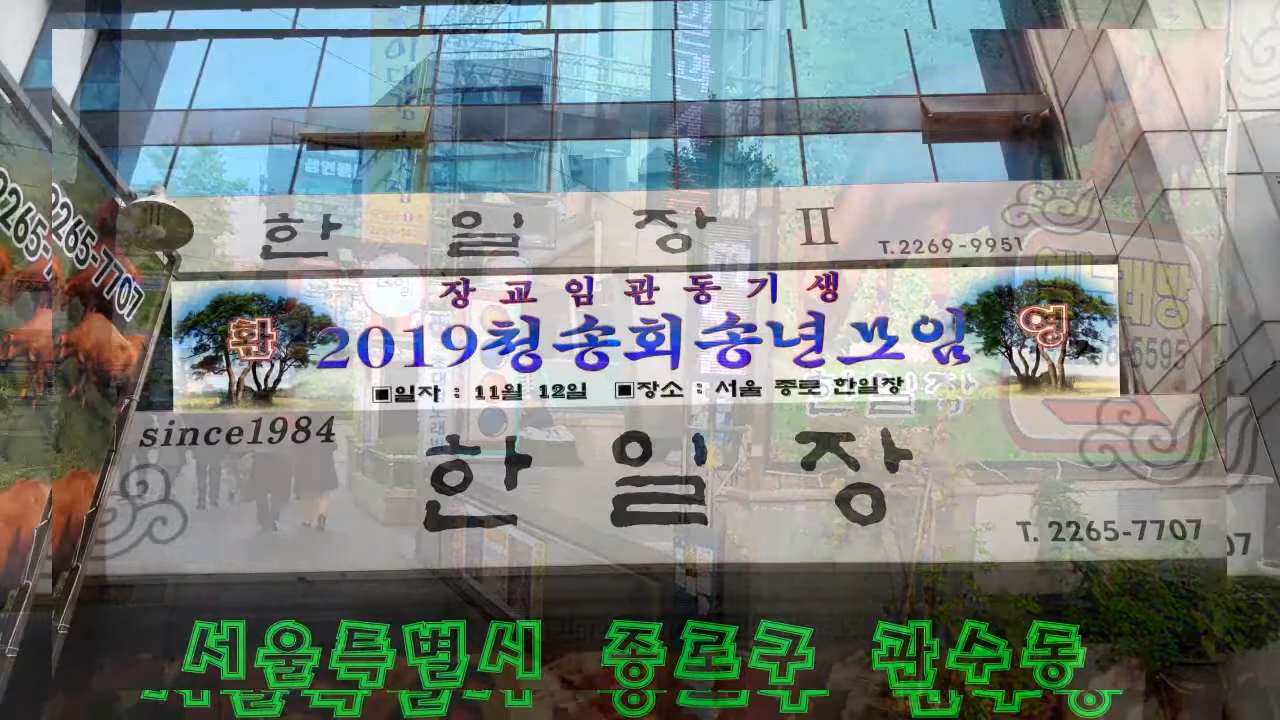 한 일 장 II
T.2269-9951
2265-7707
장 교 임 관 동 기 생
환 영
2019청송회송년모임
▣일자 : 11월 12일 ▣장소 : 서울 종로 한일장
since1984
한 일 장
T. 2265-7707
서울특별시 종로구 관수동